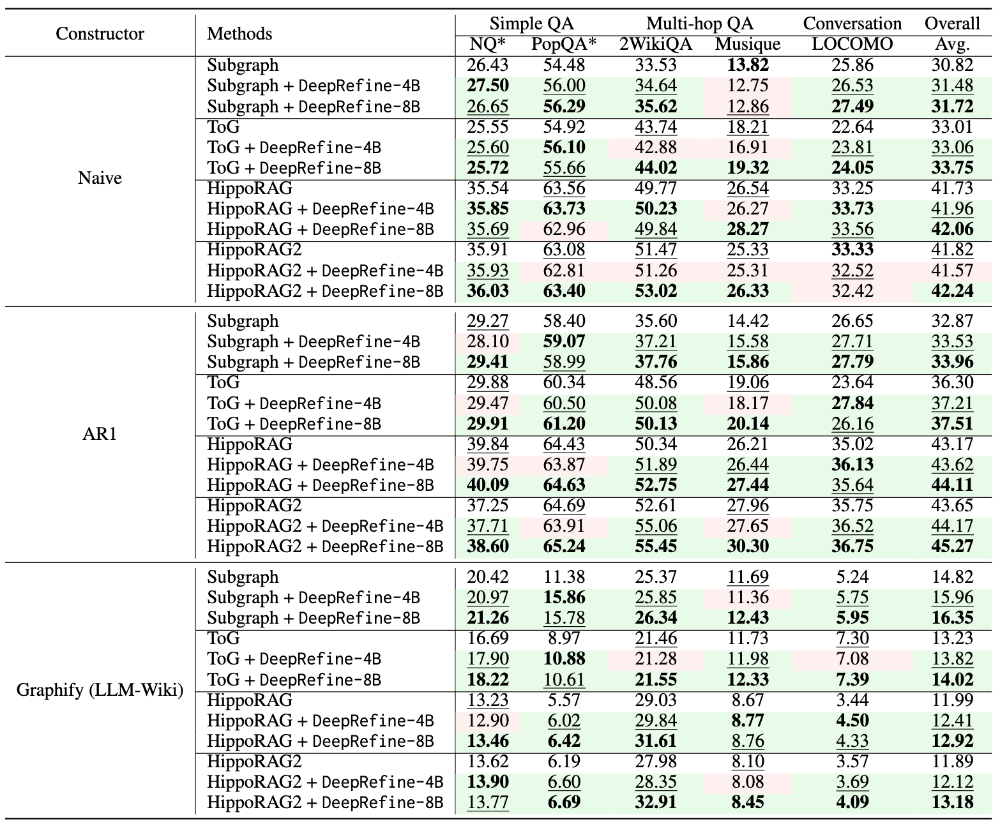 Constructor Methods Simple QA Multi-hop QA Conversation Overall
NQ* PopQA* 2WikiQA Musique LOCOMO Avg.
Subgraph 26.43 54.48 33.53 13.82 25.86 30.82
Subgraph + DeepRefine-4B 27.50 56.00 34.64 12.75 26.53 31.48
Subgraph + DeepRefine-8B 26.65 56.29 35.62 12.86 27.49 31.72
ToG 25.55 54.92 43.74 18.21 22.64 33.01
ToG + DeepRefine-4B 25.60 56.10 42.88 16.91 23.81 33.06
ToG + DeepRefine-8B 25.72 55.66 44.02 19.32 24.05 33.75
Naive
HippoRAG 35.54 63.56 49.77 26.54 33.25 41.73
HippoRAG + DeepRefine-4B 35.85 63.73 50.23 26.27 33.73 41.96
HippoRAG + DeepRefine-8B 35.69 62.96 49.84 28.27 33.56 42.06
HippoRAG2 35.91 63.08 51.47 25.33 33.33 41.82
HippoRAG2 + DeepRefine-4B 35.93 62.81 51.26 25.31 32.52 41.57
HippoRAG2 + DeepRefine-8B 36.03 63.40 53.02 26.33 32.42 42.24
Subgraph 29.27 58.40 35.60 14.42 26.65 32.87
Subgraph + DeepRefine-4B 28.10 59.07 37.21 15.58 27.71 33.53
Subgraph + DeepRefine-8B 29.41 58.99 37.76 15.86 27.79 33.96
ToG 29.88 60.34 48.56 19.06 23.64 36.30
ToG + DeepRefine-4B 29.47 60.50 50.08 18.17 27.84 37.21
ToG + DeepRefine-8B 29.91 61.20 50.13 20.14 26.16 37.51
AR1
HippoRAG 39.84 64.43 50.34 26.21 35.02 43.17
HippoRAG + DeepRefine-4B 39.75 63.87 51.89 26.44 36.13 43.62
HippoRAG + DeepRefine-8B 40.09 64.63 52.75 27.44 35.64 44.11
HippoRAG2 37.25 64.69 52.61 27.96 35.75 43.65
HippoRAG2 + DeepRefine-4B 37.71 63.91 55.06 27.65 36.52 44.17
HippoRAG2 + DeepRefine-8B 38.60 65.24 55.45 30.30 36.75 45.27
Subgraph 20.42 11.38 25.37 11.69 5.24 14.82
Subgraph + DeepRefine-4B 20.97 15.86 25.85 11.36 5.75 15.96
Subgraph + DeepRefine-8B 21.26 15.78 26.34 12.43 5.95 16.35
ToG 16.69 8.97 21.46 11.73 7.30 13.23
ToG + DeepRefine-4B 17.90 10.88 21.28 11.98 7.08 13.82
ToG + DeepRefine-8B 18.22 10.61 21.55 12.33 7.39 14.02
Graphify (LLM-Wiki)
HippoRAG 13.23 5.57 29.03 8.67 3.44 11.99
HippoRAG + DeepRefine-4B 12.90 6.02 29.84 8.77 4.50 12.41
HippoRAG + DeepRefine-8B 13.46 6.42 31.61 8.76 4.33 12.92
HippoRAG2 13.62 6.19 27.98 8.10 3.57 11.89
HippoRAG2 + DeepRefine-4B 13.90 6.60 28.35 8.08 3.69 12.12
HippoRAG2 + DeepRefine-8B 13.77 6.69 32.91 8.45 4.09 13.18